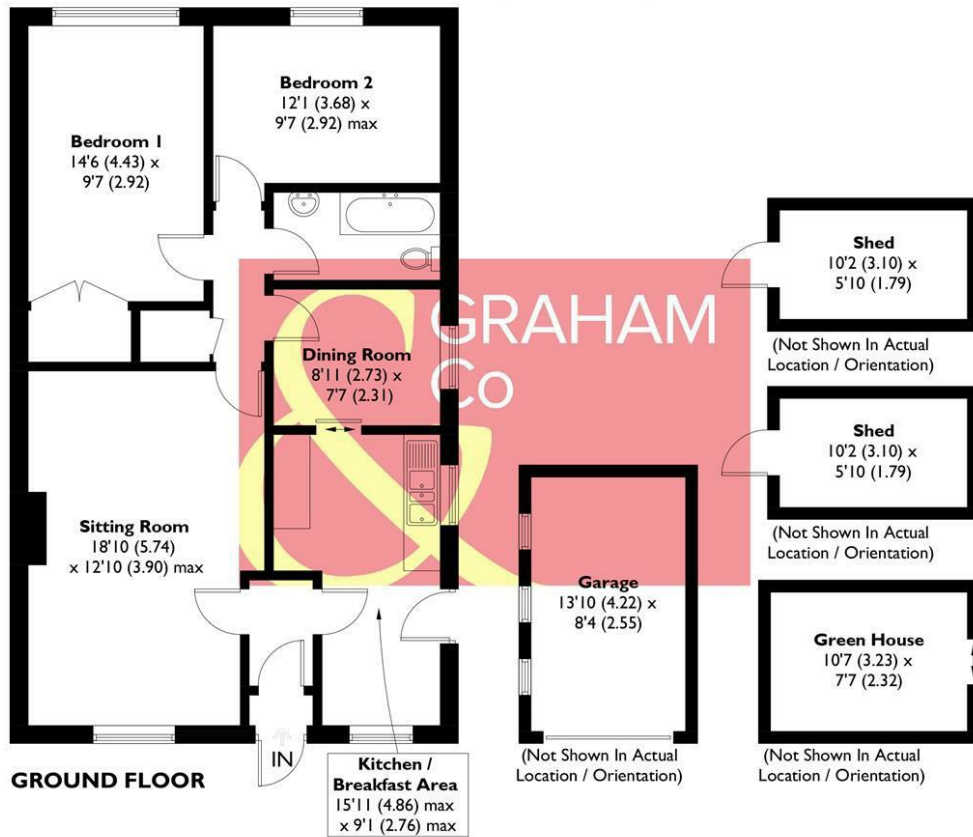 Bedroom 1
14'6 (4.43) x
9'7 (2.92)
Bedroom 2
12'1 (3.68) x
9'7 (2.92) max
Shed
10'2 (3.10) x
5'10 (1.79)
(Not Shown In Actual
Location / Orientation)
& GRAHAM
Co
Dining Room
8'11 (2.73) x
7'7 (2.31)
Shed
10'2 (3.10) x
5'10 (1.79)
(Not Shown In Actual
Location / Orientation)
Sitting Room
18'10 (5.74)
x 12'10 (3.90) max
Garage
13'10 (4.22) x
8'4 (2.55)
(Not Shown In Actual
Location / Orientation)
Green House
10'7 (3.23) x
7'7 (2.32)
(Not Shown In Actual
Location / Orientation)
IN
GROUND FLOOR
Kitchen /
Breakfast Area
15'11 (4.86) max
x 9'1 (2.76) max